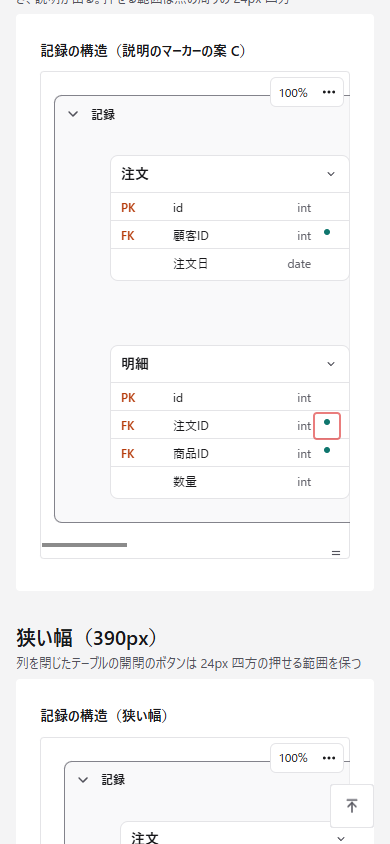 記録の構造（説明のマーカーの案 C）
100%
記録
注文
PK id int
FK 顧客ID int
注文日 date
明細
PK id int
FK 注文ID int
FK 商品ID int
数量 int
狭い幅（390px）
列を閉じたテーブルの開閉のボタンは 24px 四方の押せる範囲を保つ
記録の構造（狭い幅）
100%
記録
注文